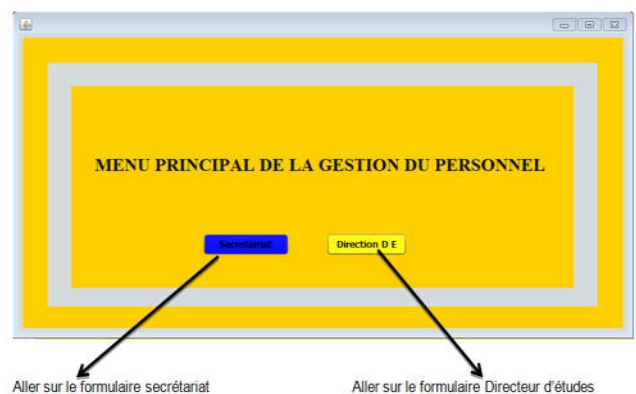 MENU PRINCIPAL DE LA GESTION DU PERSONNEL
Secretariat Direction D E
Aller sur le formulaire secrétariat Aller sur le formulaire Directeur d'études